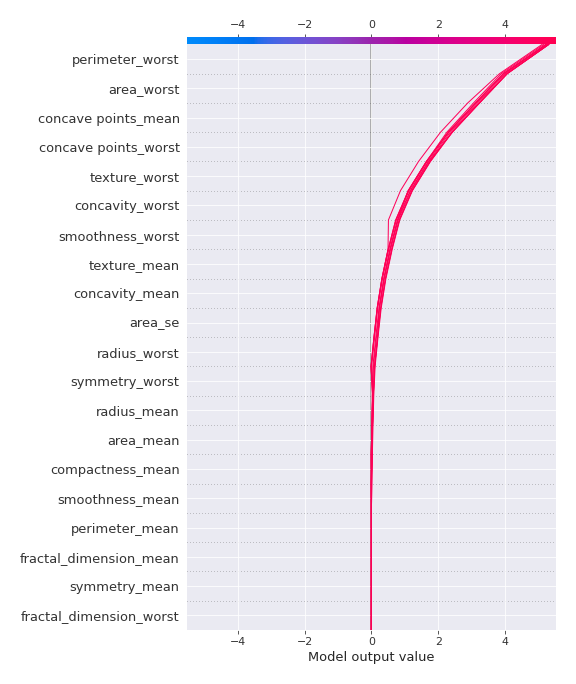 −4 −2 0 2 4
perimeter_worst
area_worst
concave points_mean
concave points_worst
texture_worst
concavity_worst
smoothness_worst
texture_mean
concavity_mean
area_se
radius_worst
symmetry_worst
radius_mean
area_mean
compactness_mean
smoothness_mean
perimeter_mean
fractal_dimension_mean
symmetry_mean
fractal_dimension_worst
−4 −2 0 2 4
Model output value